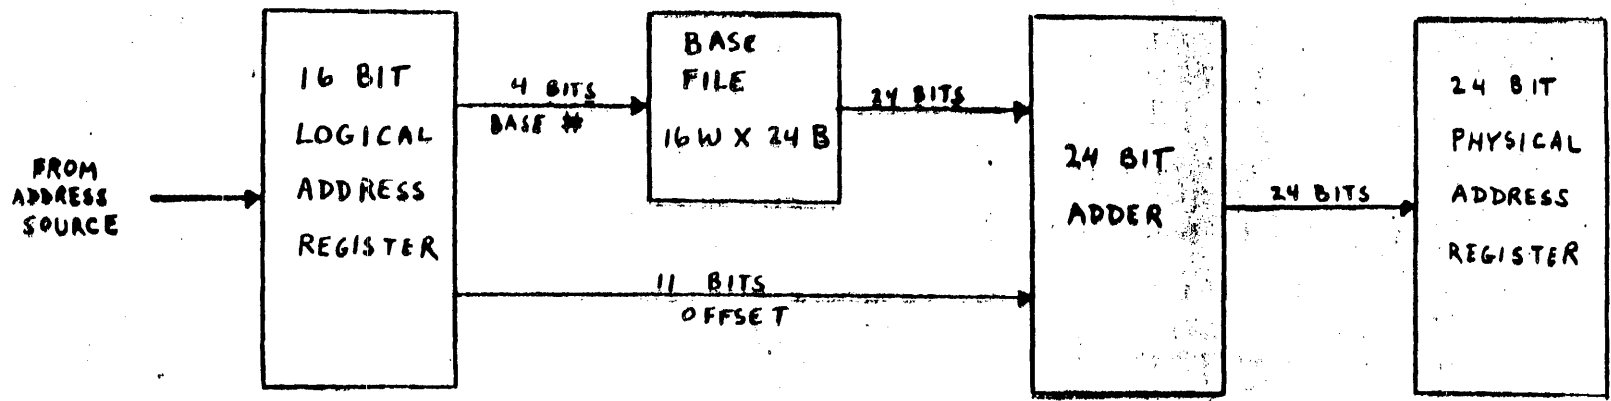 FROM
ADDRESS
SOURCE
16 BIT
LOGICAL
ADDRESS
REGISTER
4 BITS
BASE #
BASE
FILE
16W X 24B
24 BITS
11 BITS
OFFSET
24 BIT
ADDER
24 BITS
24 BIT
PHYSICAL
ADDRESS
REGISTER